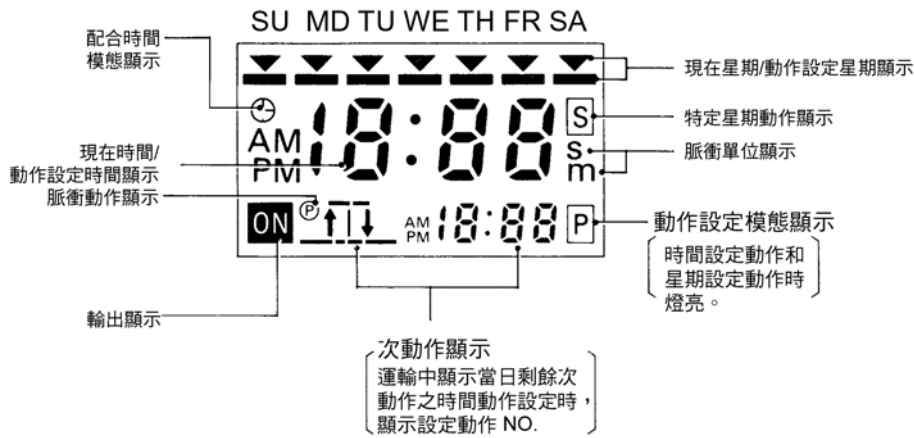 SU MD TU WE TH FR SA
配合時間
模態顯示
現在星期/動作設定星期顯示
特定星期動作顯示
S
AM
PM
18:88
s
m
脈衝單位顯示
現在時間/
動作設定時間顯示
脈衝動作顯示
P
ON
AM
PM
18:88
P
動作設定模態顯示
時間設定動作和
星期設定動作時
燈亮。
輸出顯示
次動作顯示
運輸中顯示當日剩餘次
動作之時間動作設定時，
顯示設定動作 NO.